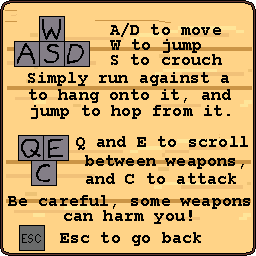 W
A S D
A/D to move
W to jump
S to crouch
Simply run against a
to hang onto it, and
jump to hop from it.
Q E
C
Q and E to scroll
between weapons,
and C to attack
Be careful, some weapons
can harm you!
ESC
Esc to go back